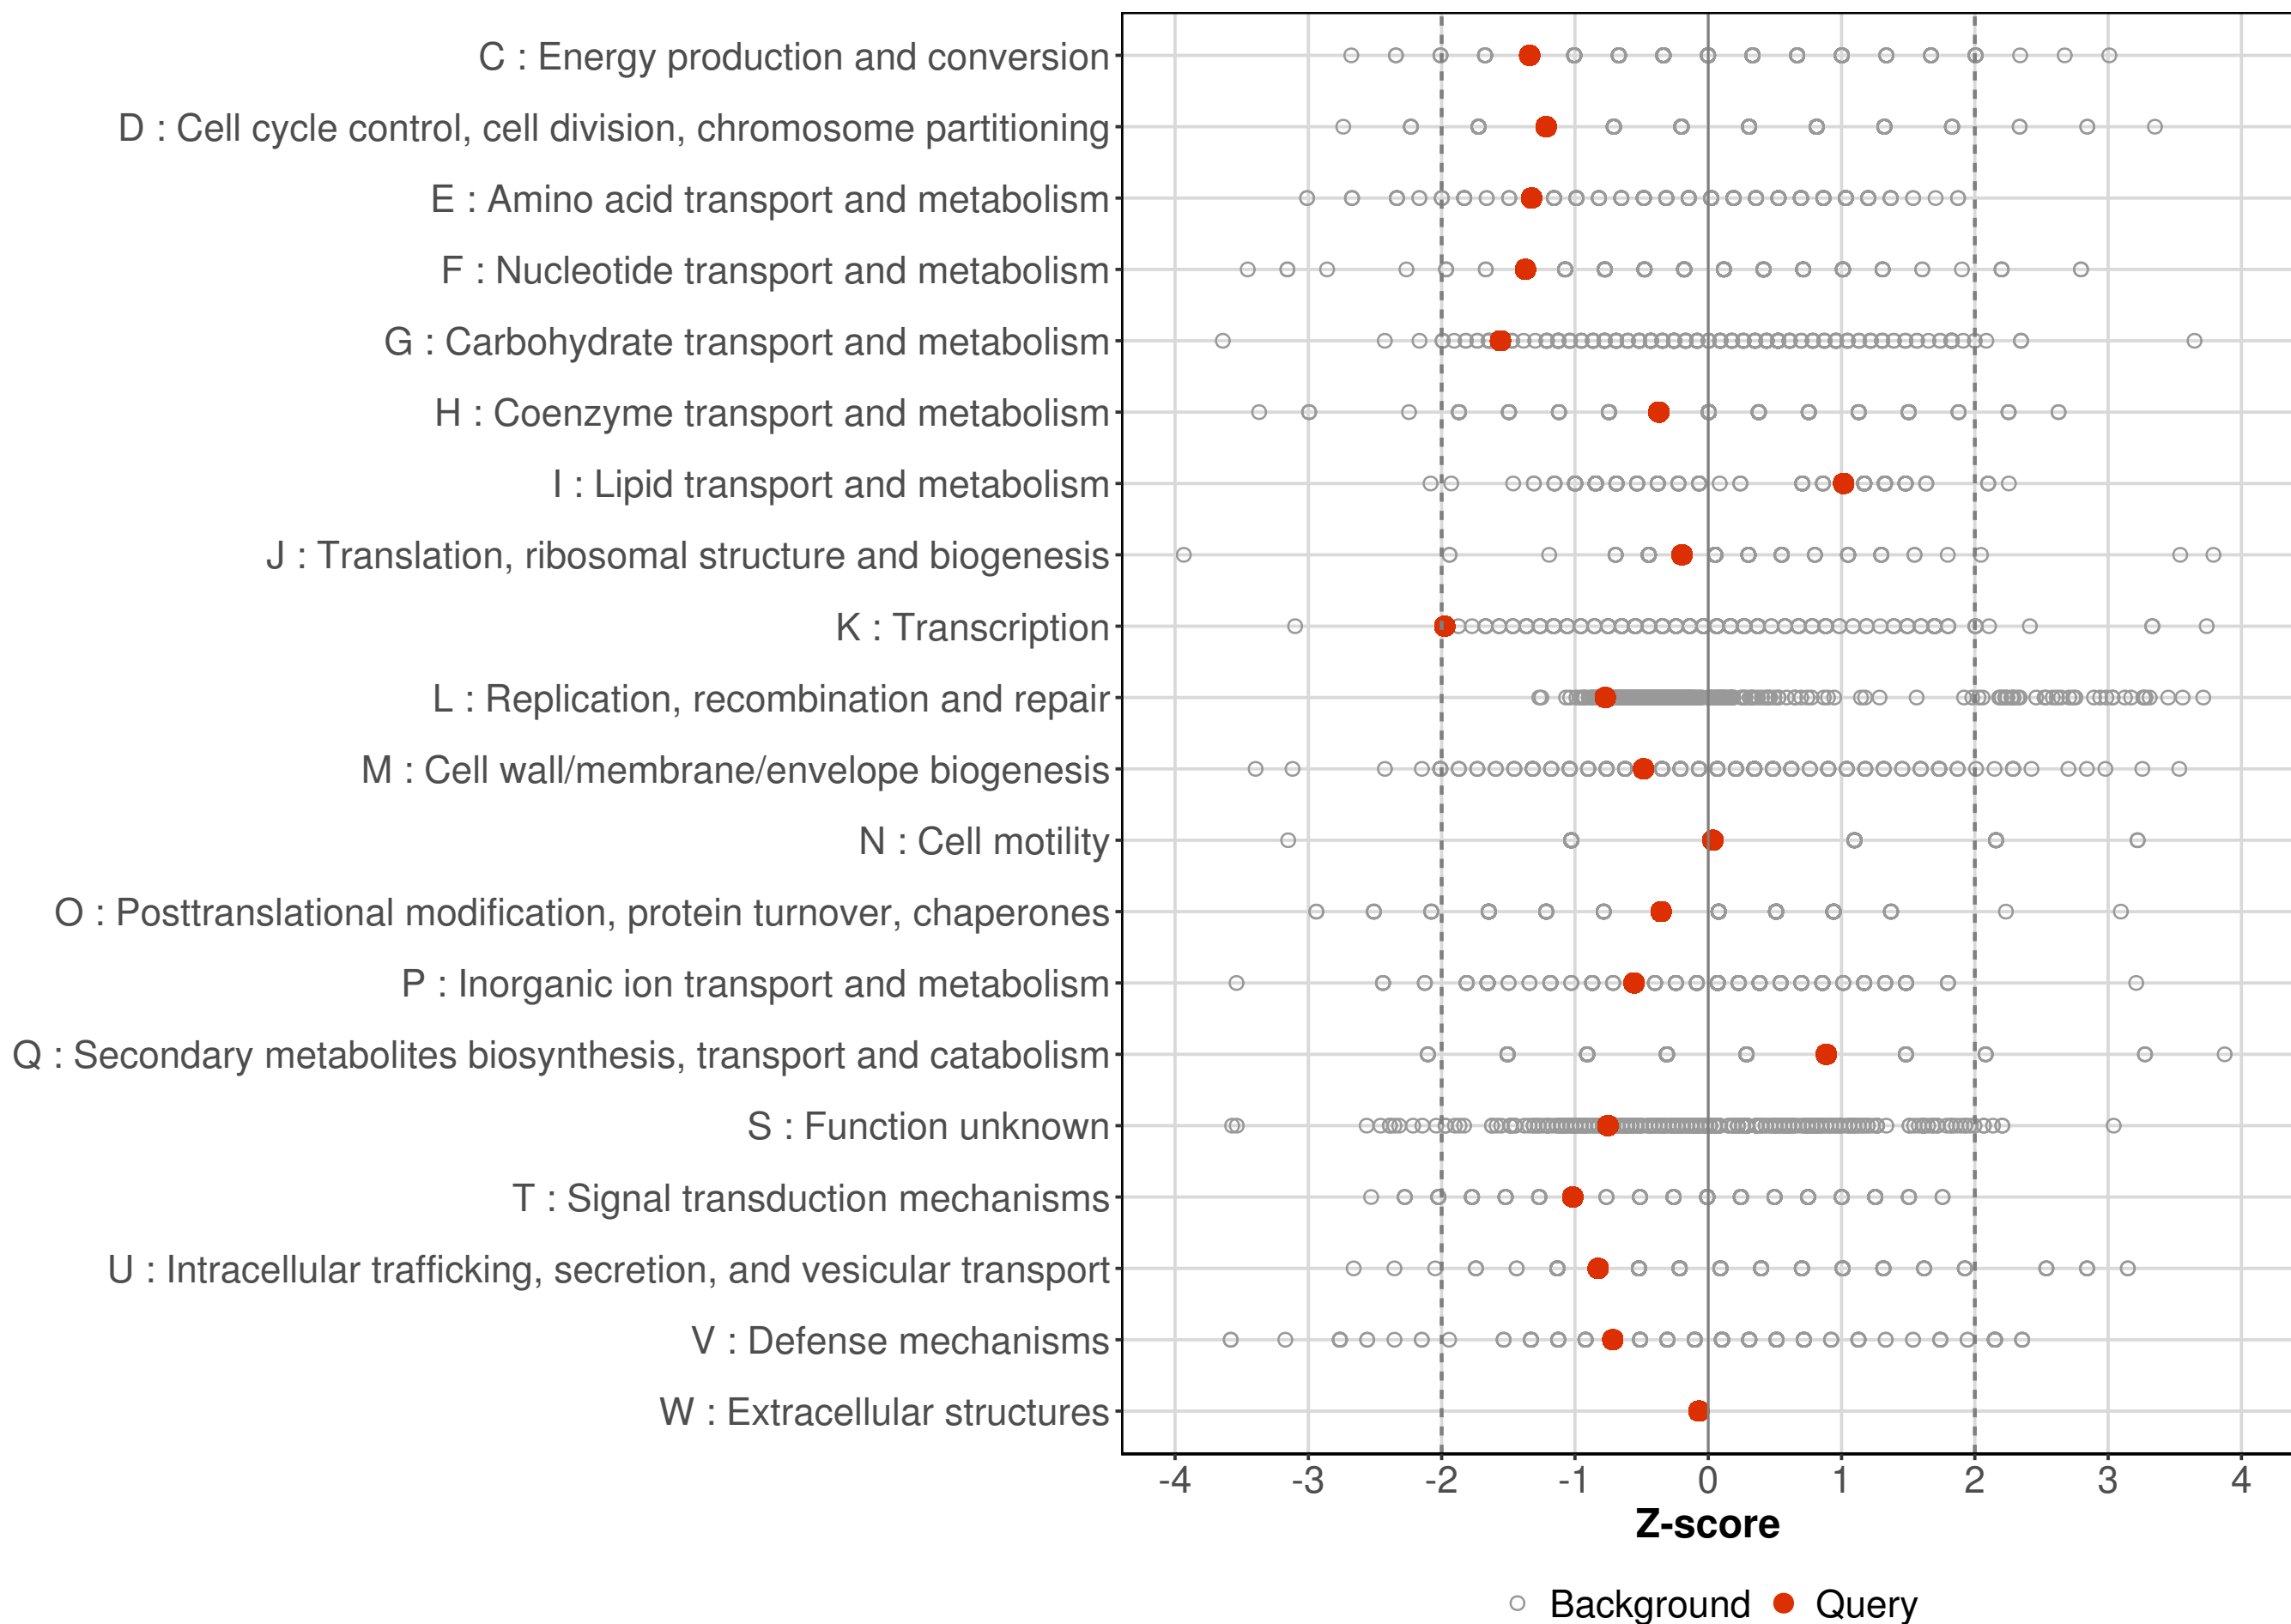 C : Energy production and conversion
D : Cell cycle control, cell division, chromosome partitioning
E : Amino acid transport and metabolism
F : Nucleotide transport and metabolism
G : Carbohydrate transport and metabolism
H : Coenzyme transport and metabolism
I : Lipid transport and metabolism
J : Translation, ribosomal structure and biogenesis
K : Transcription
L : Replication, recombination and repair
M : Cell wall/membrane/envelope biogenesis
N : Cell motility
O : Posttranslational modification, protein turnover, chaperones
P : Inorganic ion transport and metabolism
Q : Secondary metabolites biosynthesis, transport and catabolism
S : Function unknown
T : Signal transduction mechanisms
U : Intracellular trafficking, secretion, and vesicular transport
V : Defense mechanisms
W : Extracellular structures
-4 -3 -2 -1 0 1 2 3 4
Z-score
Background Query